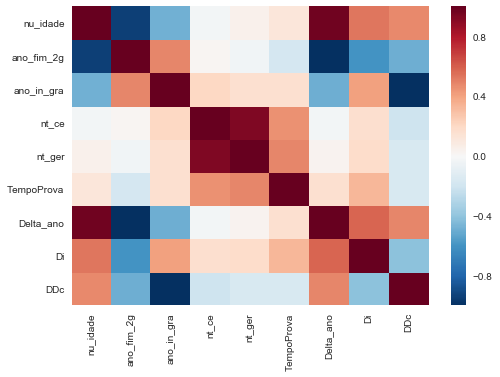 nu_idade
ano_fim_2g
ano_in_gra
nt_ce
nt_ger
TempoProva
Delta_ano
Di
DDc
nu_idade
ano_fim_2g
ano_in_gra
nt_ce
nt_ger
TempoProva
Delta_ano
Di
DDc
0.8
0.4
0.0
−0.4
−0.8